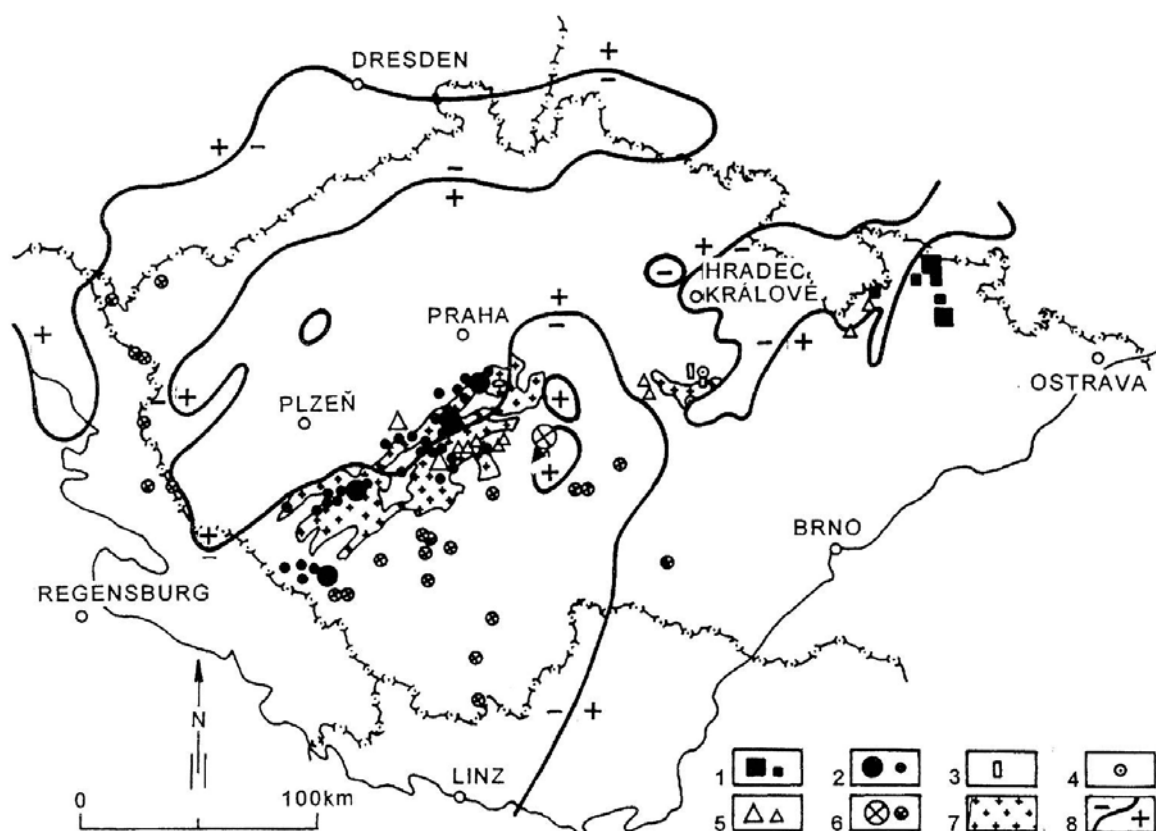 DRESDEN
HRADEC
KRÁLOVÉ
PRAHA
OSTRAVA
PLZEŇ
BRNO
REGENSBURG
N
LINZ
0 100km
1 2 3 4
5 6 7 8